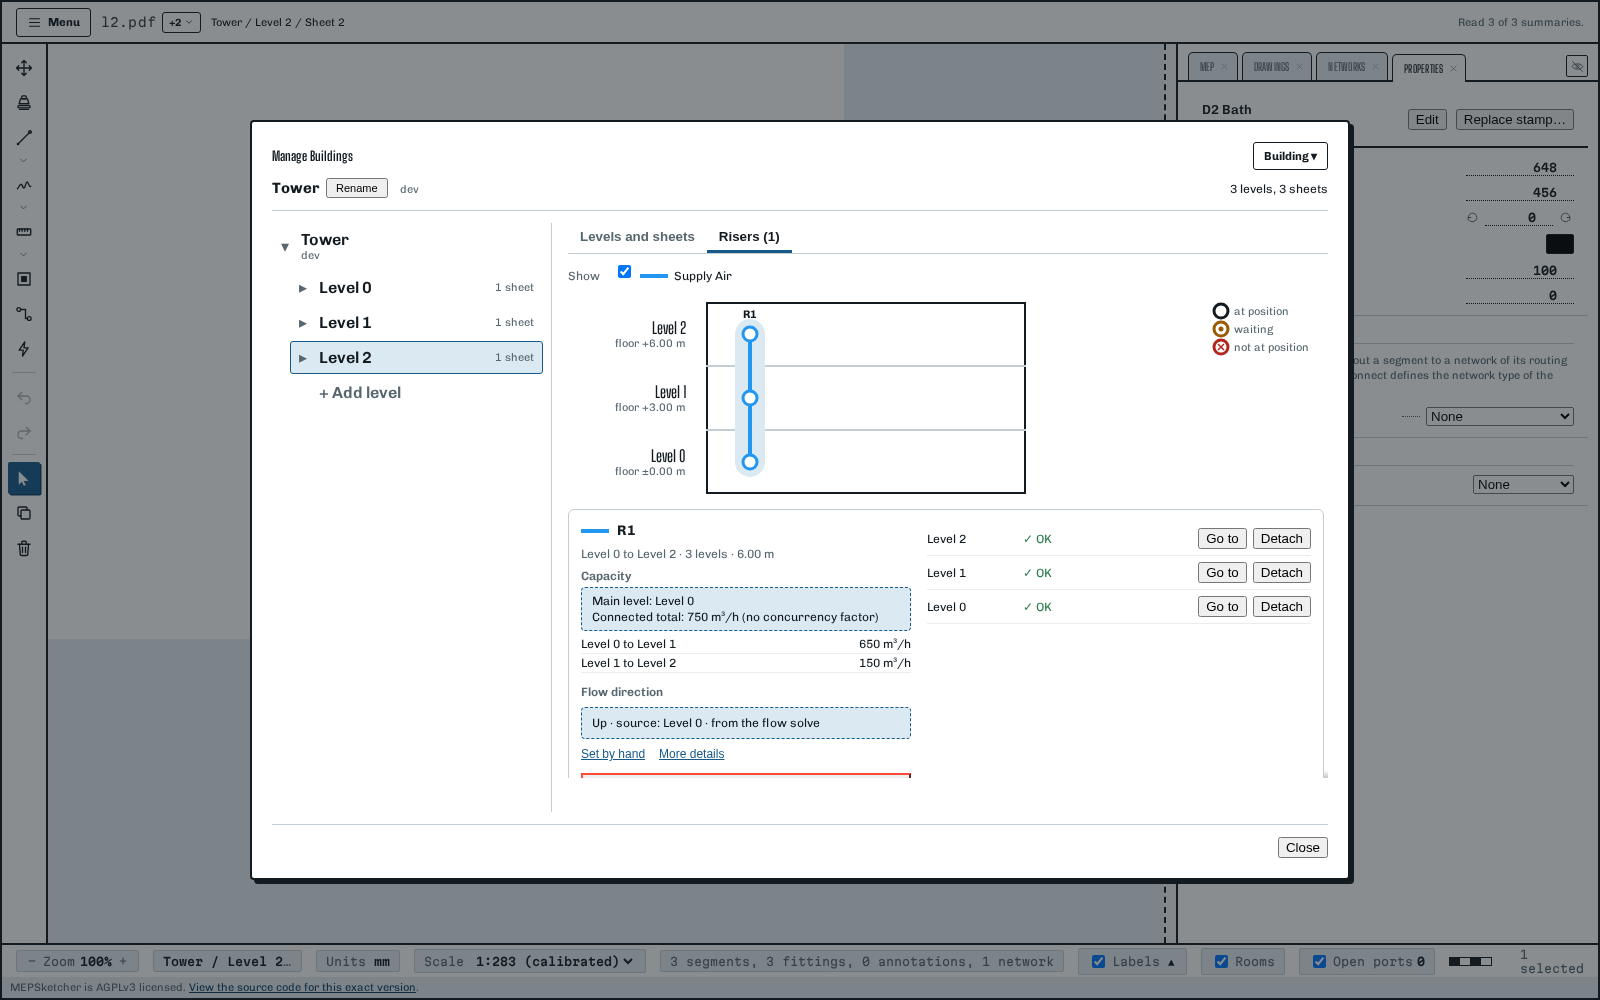 Menu
l2.pdf
+2
Tower / Level 2 / Sheet 2
Read 3 of 3 summaries.
MEP
DRAWINGS
NETWORKS
PROPERTIES
D2 Bath
Edit
Replace stamp…
648
456
0
100
0
out a segment to a network of its routing
onnect defines the network type of the
None
None
Manage Buildings
Building ▾
Tower
Rename
dev
3 levels, 3 sheets
Tower
dev
Level 0
1 sheet
Level 1
1 sheet
Level 2
1 sheet
+ Add level
Levels and sheets
Risers (1)
Show
Supply Air
R1
Level 2
floor +6.00 m
Level 1
floor +3.00 m
Level 0
floor ±0.00 m
at position
waiting
not at position
R1
Level 0 to Level 2 · 3 levels · 6.00 m
Capacity
Main level: Level 0
Connected total: 750 m³/h (no concurrency factor)
Level 0 to Level 1 650 m³/h
Level 1 to Level 2 150 m³/h
Flow direction
Up · source: Level 0 · from the flow solve
Set by hand
More details
Level 2 ✓ OK Go to Detach
Level 1 ✓ OK Go to Detach
Level 0 ✓ OK Go to Detach
Close
− Zoom 100% +
Tower / Level 2…
Units mm
Scale 1:283 (calibrated)
3 segments, 3 fittings, 0 annotations, 1 network
Labels ▲
Rooms
Open ports 0
1
selected
MEPSketcher is AGPLv3 licensed. View the source code for this exact version.